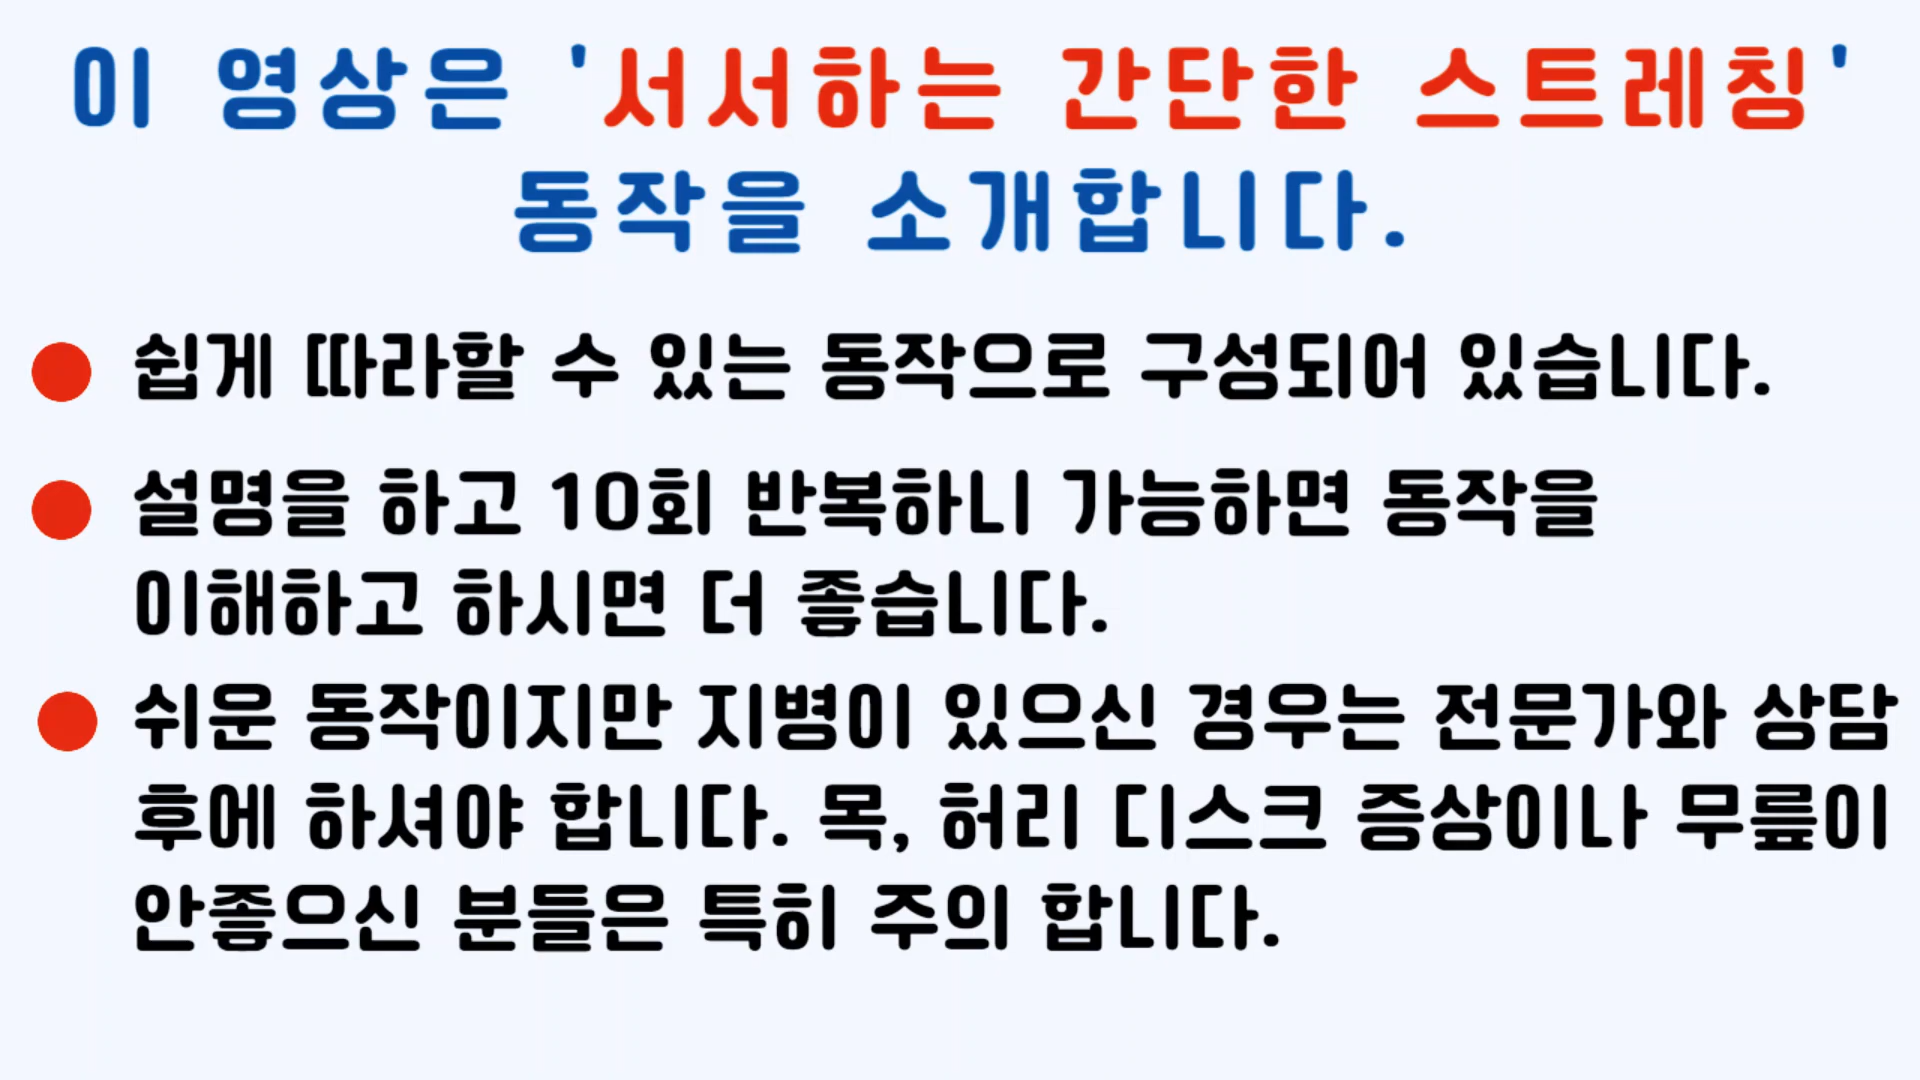 이 영상은 '서서하는 간단한 스트레칭'
동작을 소개합니다.
쉽게 따라할 수 있는 동작으로 구성되어 있습니다.
설명을 하고 10회 반복하니 가능하면 동작을
이해하고 하시면 더 좋습니다.
쉬운 동작이지만 지병이 있으신 경우는 전문가와 상담
후에 하셔야 합니다. 목, 허리 디스크 증상이나 무릎이
안좋으신 분들은 특히 주의 합니다.